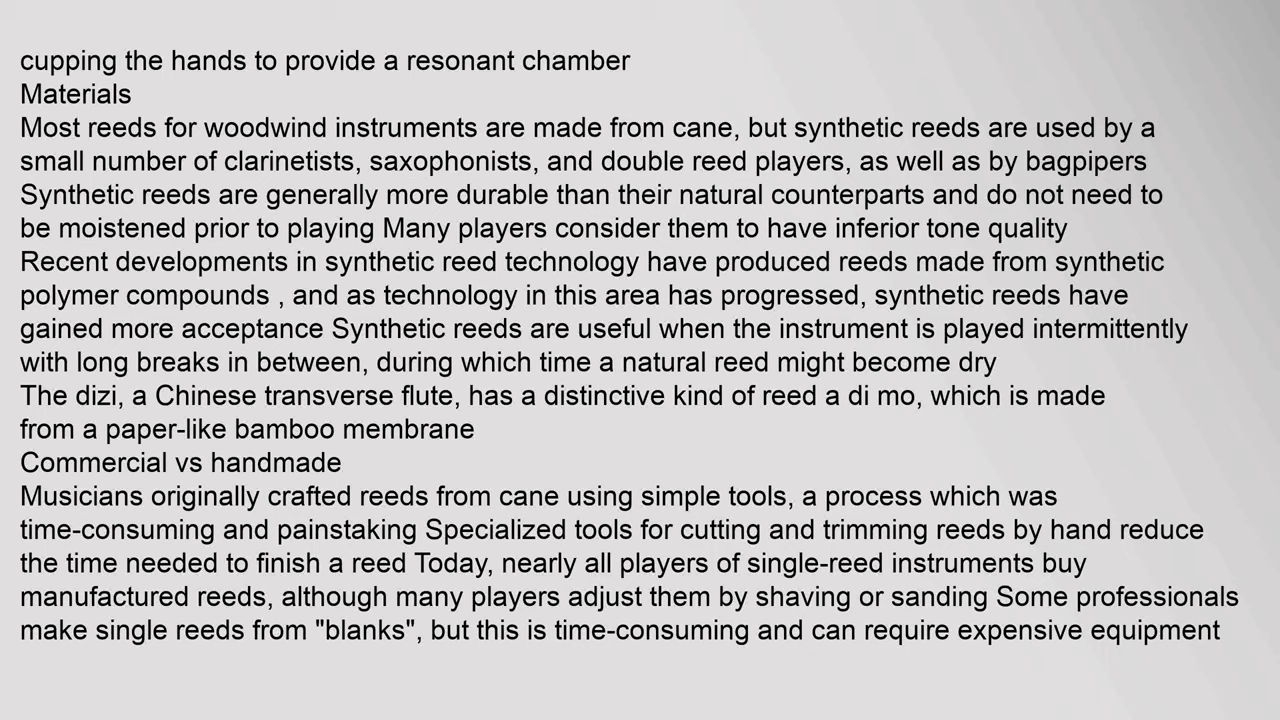 cupping the hands to provide a resonant chamber
Materials
Most reeds for woodwind instruments are made from cane, but synthetic reeds are used by a
small number of clarinetists, saxophonists, and double reed players, as well as by bagpipers
Synthetic reeds are generally more durable than their natural counterparts and do not need to
be moistened prior to playing Many players consider them to have inferior tone quality
Recent developments in synthetic reed technology have produced reeds made from synthetic
polymer compounds , and as technology in this area has progressed, synthetic reeds have
gained more acceptance Synthetic reeds are useful when the instrument is played intermittently
with long breaks in between, during which time a natural reed might become dry
The dizi, a Chinese transverse flute, has a distinctive kind of reed a di mo, which is made
from a paper-like bamboo membrane
Commercial vs handmade
Musicians originally crafted reeds from cane using simple tools, a process which was
time-consuming and painstaking Specialized tools for cutting and trimming reeds by hand reduce
the time needed to finish a reed Today, nearly all players of single-reed instruments buy
manufactured reeds, although many players adjust them by shaving or sanding Some professionals
make single reeds from "blanks", but this is time-consuming and can require expensive equipment